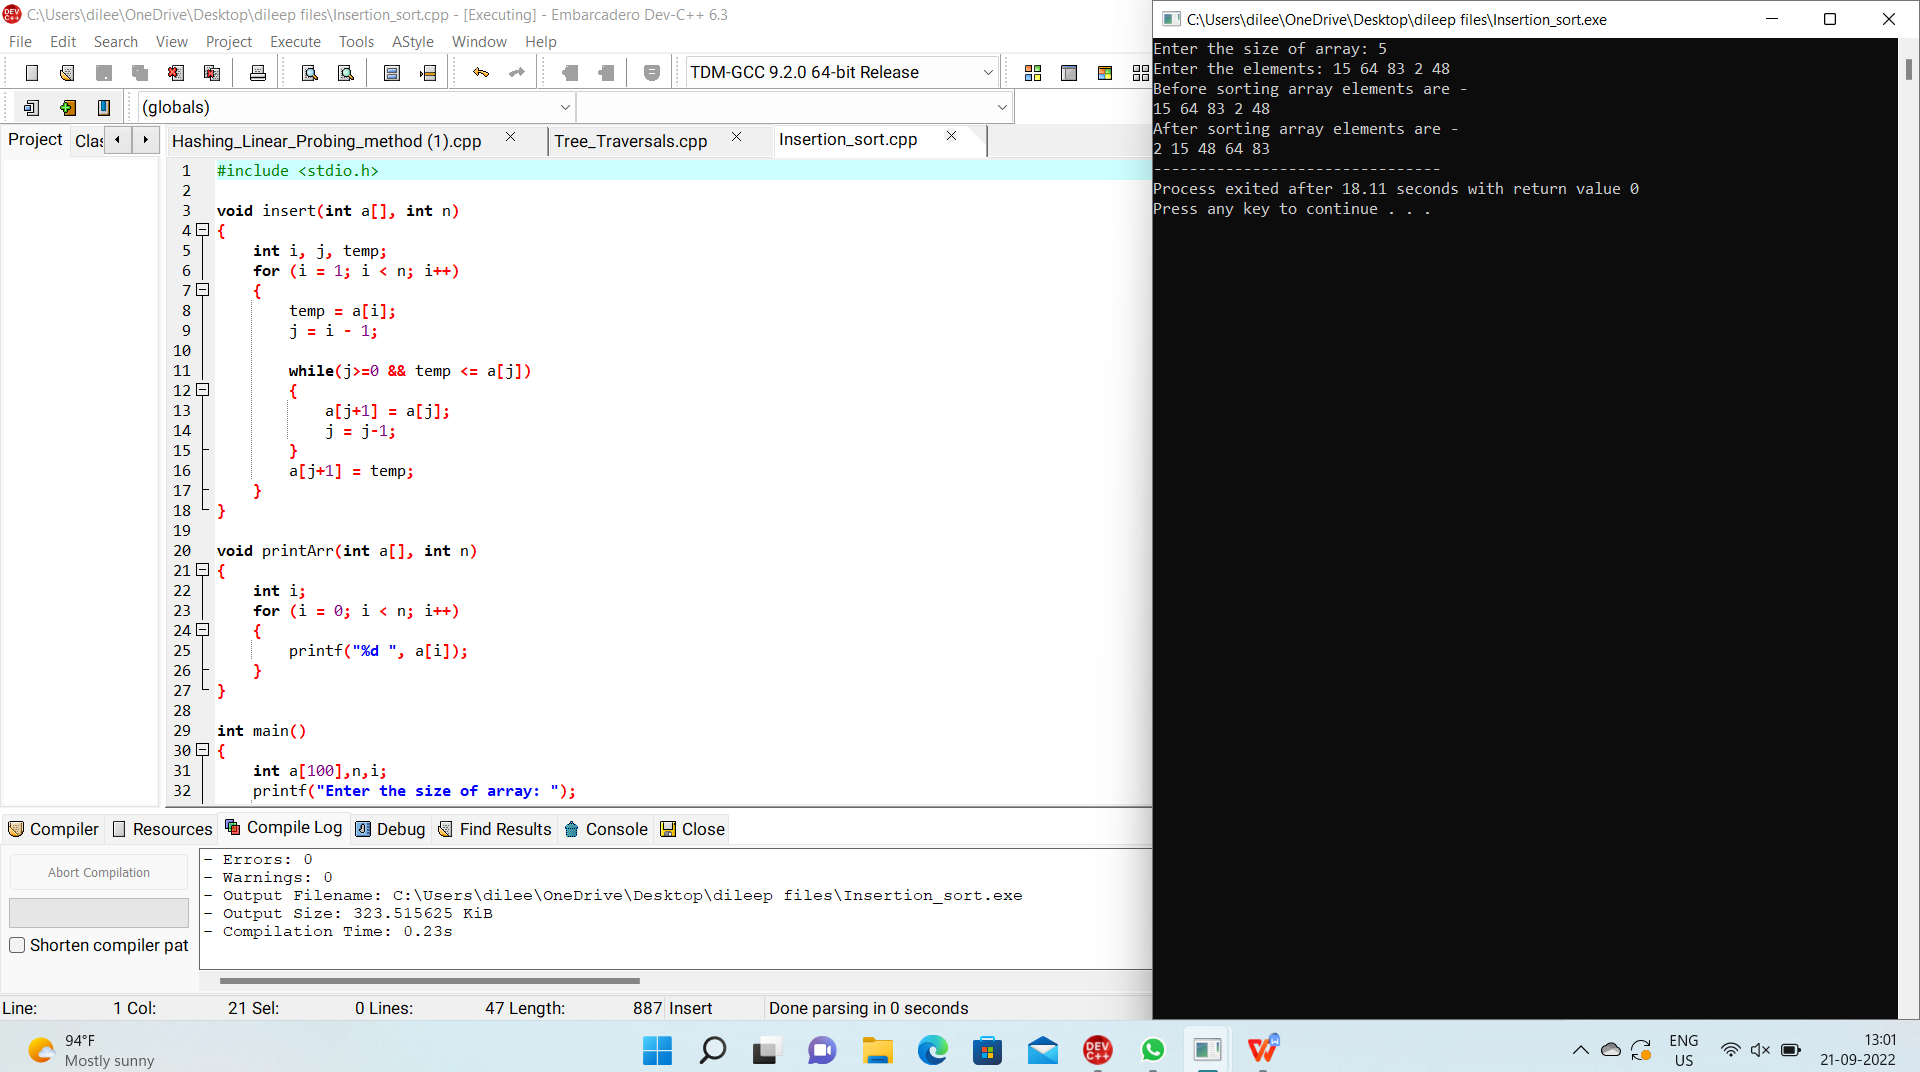 C:\Users\dilee\OneDrive\Desktop\dileep files\Insertion_sort.cpp - [Executing] - Embarcadero Dev-C++ 6.3
File Edit Search View Project Execute Tools AStyle Window Help
TDM-GCC 9.2.0 64-bit Release
(globals)
Project Clas
Hashing_Linear_Probing_method (1).cpp Tree_Traversals.cpp Insertion_sort.cpp
1 #include <stdio.h>
2
3 void insert(int a[], int n)
4 {
5 int i, j, temp;
6 for (i = 1; i < n; i++)
7 {
8 temp = a[i];
9 j = i - 1;
10
11 while(j>=0 && temp <= a[j])
12 {
13 a[j+1] = a[j];
14 j = j-1;
15 }
16 a[j+1] = temp;
17 }
18 }
19
20 void printArr(int a[], int n)
21 {
22 int i;
23 for (i = 0; i < n; i++)
24 {
25 printf("%d ", a[i]);
26 }
27 }
28
29 int main()
30 {
31 int a[100],n,i;
32 printf("Enter the size of array: ");
Compiler Resources Compile Log Debug Find Results Console Close
Abort Compilation
Shorten compiler pat
- Errors: 0
- Warnings: 0
- Output Filename: C:\Users\dilee\OneDrive\Desktop\dileep files\Insertion_sort.exe
- Output Size: 323.515625 KiB
- Compilation Time: 0.23s
Line: 1 Col: 21 Sel: 0 Lines: 47 Length: 887 Insert Done parsing in 0 seconds
C:\Users\dilee\OneDrive\Desktop\dileep files\Insertion_sort.exe
Enter the size of array: 5
Enter the elements: 15 64 83 2 48
Before sorting array elements are -
15 64 83 2 48
After sorting array elements are -
2 15 48 64 83
--------------------------------
Process exited after 18.11 seconds with return value 0
Press any key to continue . . .
94°F
Mostly sunny
DEV
C++
ENG
US
13:01
21-09-2022